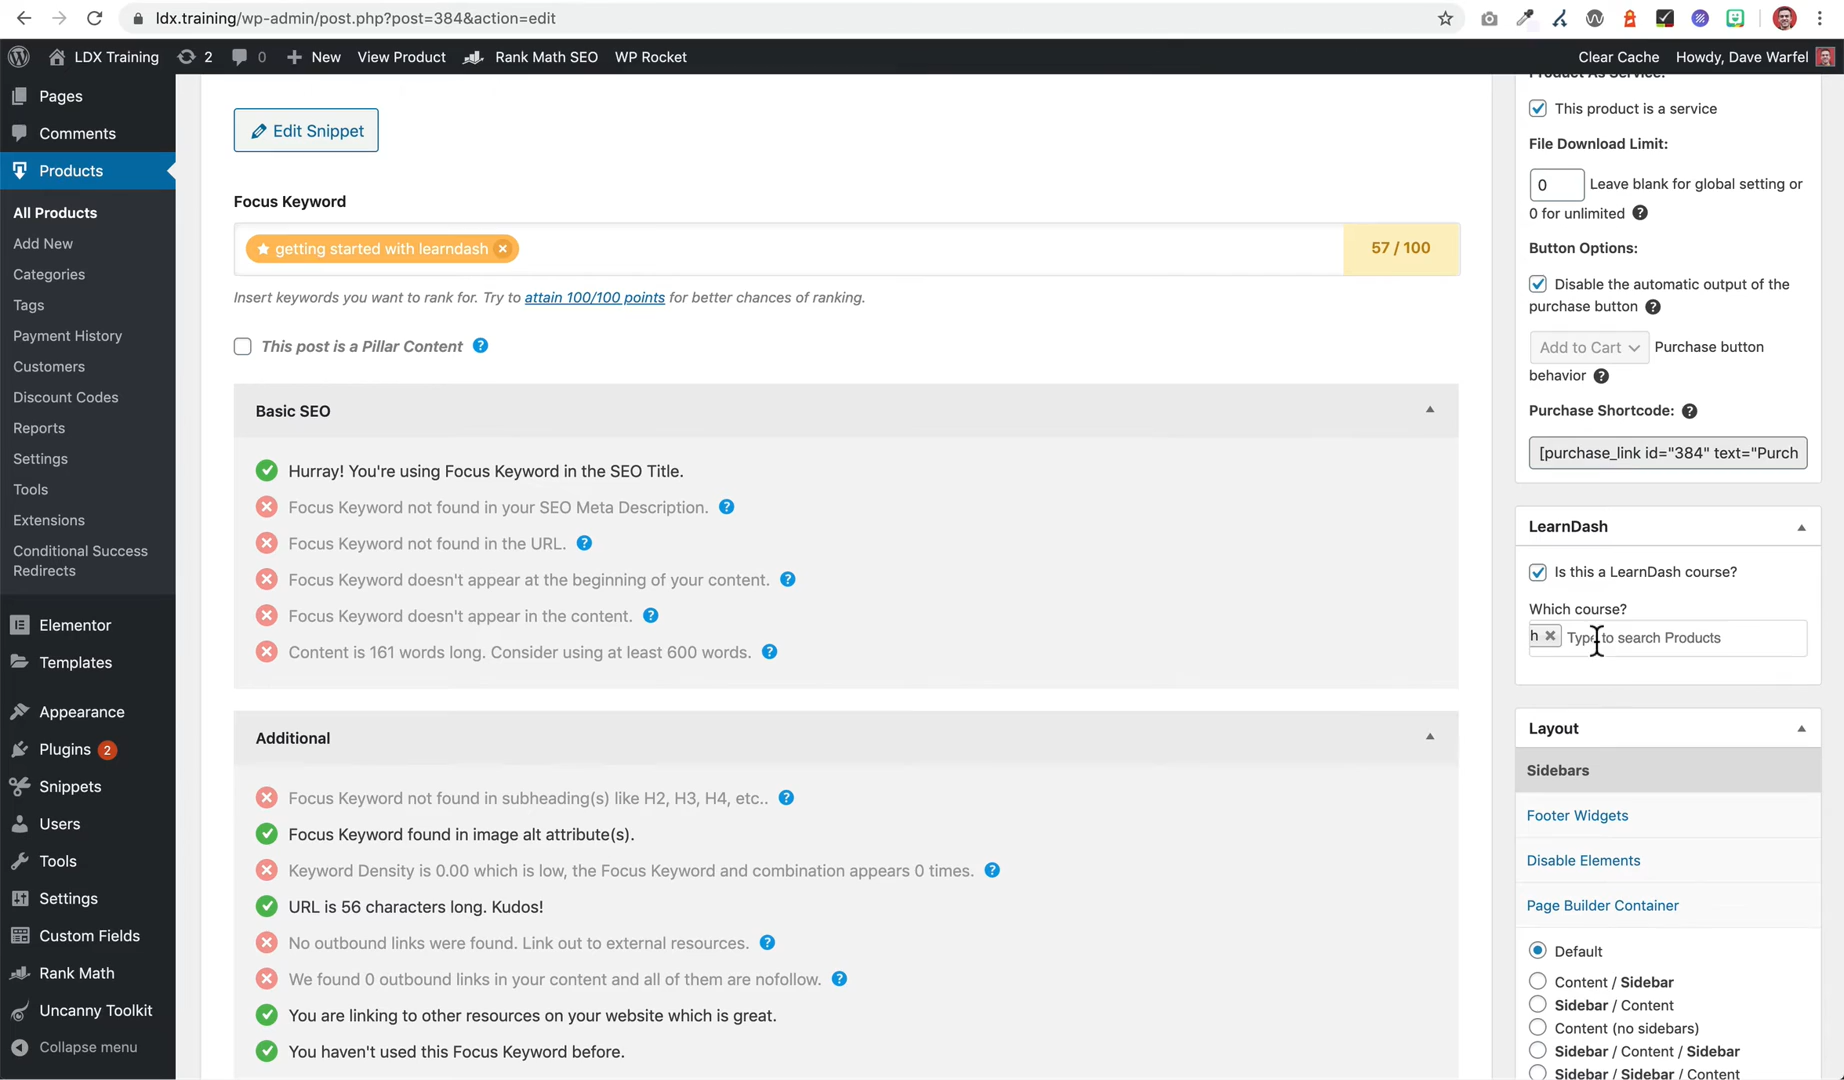 ldx.training/wp-admin/post.php?post=384&action=edit
LDX Training
2
0
New
View Product
Rank Math SEO
WP Rocket
Clear Cache
Howdy, Dave Warfel
Pages
Comments
Products
All Products
Add New
Categories
Tags
Payment History
Customers
Discount Codes
Reports
Settings
Tools
Extensions
Conditional Success
Redirects
Elementor
Templates
Appearance
Plugins 2
Snippets
Users
Tools
Settings
Custom Fields
Rank Math
Uncanny Toolkit
Collapse menu
Edit Snippet
Focus Keyword
getting started with learndash
57 / 100
Insert keywords you want to rank for. Try to attain 100/100 points for better chances of ranking.
This post is a Pillar Content
Basic SEO
Hurray! You're using Focus Keyword in the SEO Title.
Focus Keyword not found in your SEO Meta Description.
Focus Keyword not found in the URL.
Focus Keyword doesn't appear at the beginning of your content.
Focus Keyword doesn't appear in the content.
Content is 161 words long. Consider using at least 600 words.
Additional
Focus Keyword not found in subheading(s) like H2, H3, H4, etc..
Focus Keyword found in image alt attribute(s).
Keyword Density is 0.00 which is low, the Focus Keyword and combination appears 0 times.
URL is 56 characters long. Kudos!
No outbound links were found. Link out to external resources.
We found 0 outbound links in your content and all of them are nofollow.
You are linking to other resources on your website which is great.
You haven't used this Focus Keyword before.
Product As Service:
This product is a service
File Download Limit:
0 Leave blank for global setting or
0 for unlimited
Button Options:
Disable the automatic output of the
purchase button
Add to Cart Purchase button
behavior
Purchase Shortcode:
[purchase_link id="384" text="Purch
LearnDash
Is this a LearnDash course?
Which course?
h Type to search Products
Layout
Sidebars
Footer Widgets
Disable Elements
Page Builder Container
Default
Content / Sidebar
Sidebar / Content
Content (no sidebars)
Sidebar / Content / Sidebar
Sidebar / Sidebar / Content